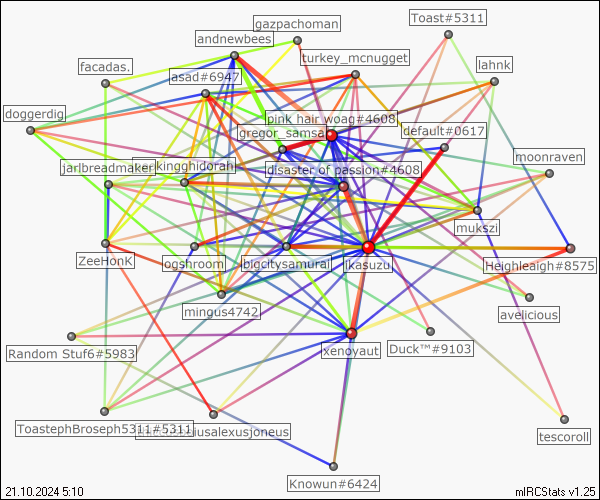 Toast#5311
gazpachoman
andnewbees
turkey_mcnugget
facadas.
lahnk
asad#6947
doggerdig
pink hair woag#4608
default#0617
gregor_samsa
moonraven
jarlbreadmaker
kingghidorah
disaster of passion#4608
mukszi
ZeeHonk
ogshroom
bigcitysamurai
ikasuzu
Heighleaigh#8575
mingus4742
avelicious
Random Stuf6#5983
xenoyaut
Duck™#9103
ToastephBroseph5311#5311
iusalexusjoneus
tescoroll
Knowun#6424
21.10.2024 5:10
mIRCStats v1.25